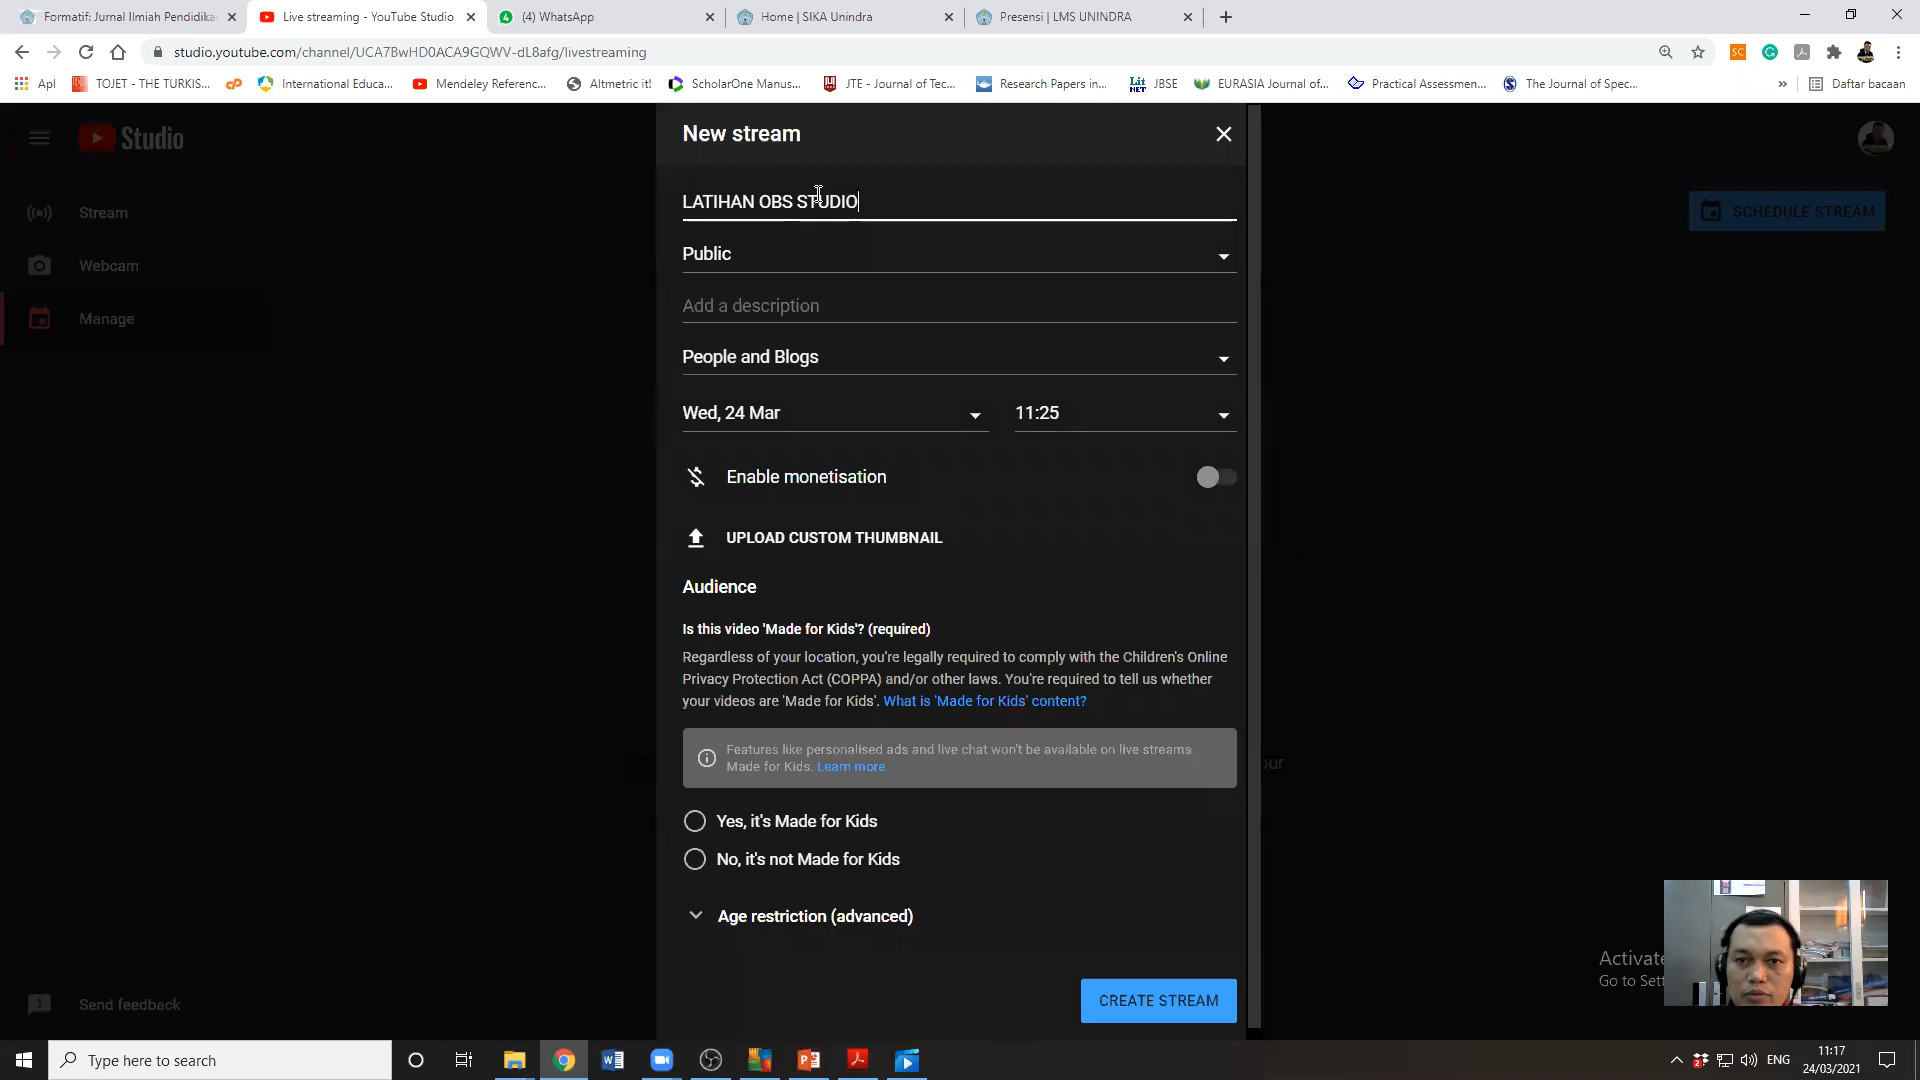 Formatif: Jurnal Ilmiah Pendidika
Live streaming - YouTube Studio
(4) WhatsApp
Home | SIKA Unindra
Presensi | LMS UNINDRA
studio.youtube.com/channel/UCA7BwHD0ACA9GQWV-dL8afg/livestreaming
Apl
TOJET - THE TURKIS...
International Educa...
Mendeley Referenc...
Altmetric it!
ScholarOne Manus...
JTE - Journal of Tec...
Research Papers in...
JBSE
EURASIA Journal of...
Practical Assessmen...
The Journal of Spec...
Daftar bacaan
Studio
Stream
Webcam
Manage
Send feedback
SCHEDULE STREAM
New stream
LATIHAN OBS STUDIO
Public
Add a description
People and Blogs
Wed, 24 Mar
11:25
Enable monetisation
UPLOAD CUSTOM THUMBNAIL
Audience
Is this video 'Made for Kids'? (required)
Regardless of your location, you're legally required to comply with the Children's Online
Privacy Protection Act (COPPA) and/or other laws. You're required to tell us whether
your videos are 'Made for Kids'. What is 'Made for Kids' content?
Features like personalised ads and live chat won't be available on live streams
Made for Kids. Learn more
Yes, it's Made for Kids
No, it's not Made for Kids
Age restriction (advanced)
CREATE STREAM
our
Activate
Go to Sett
Type here to search
ENG
11:17
24/03/2021